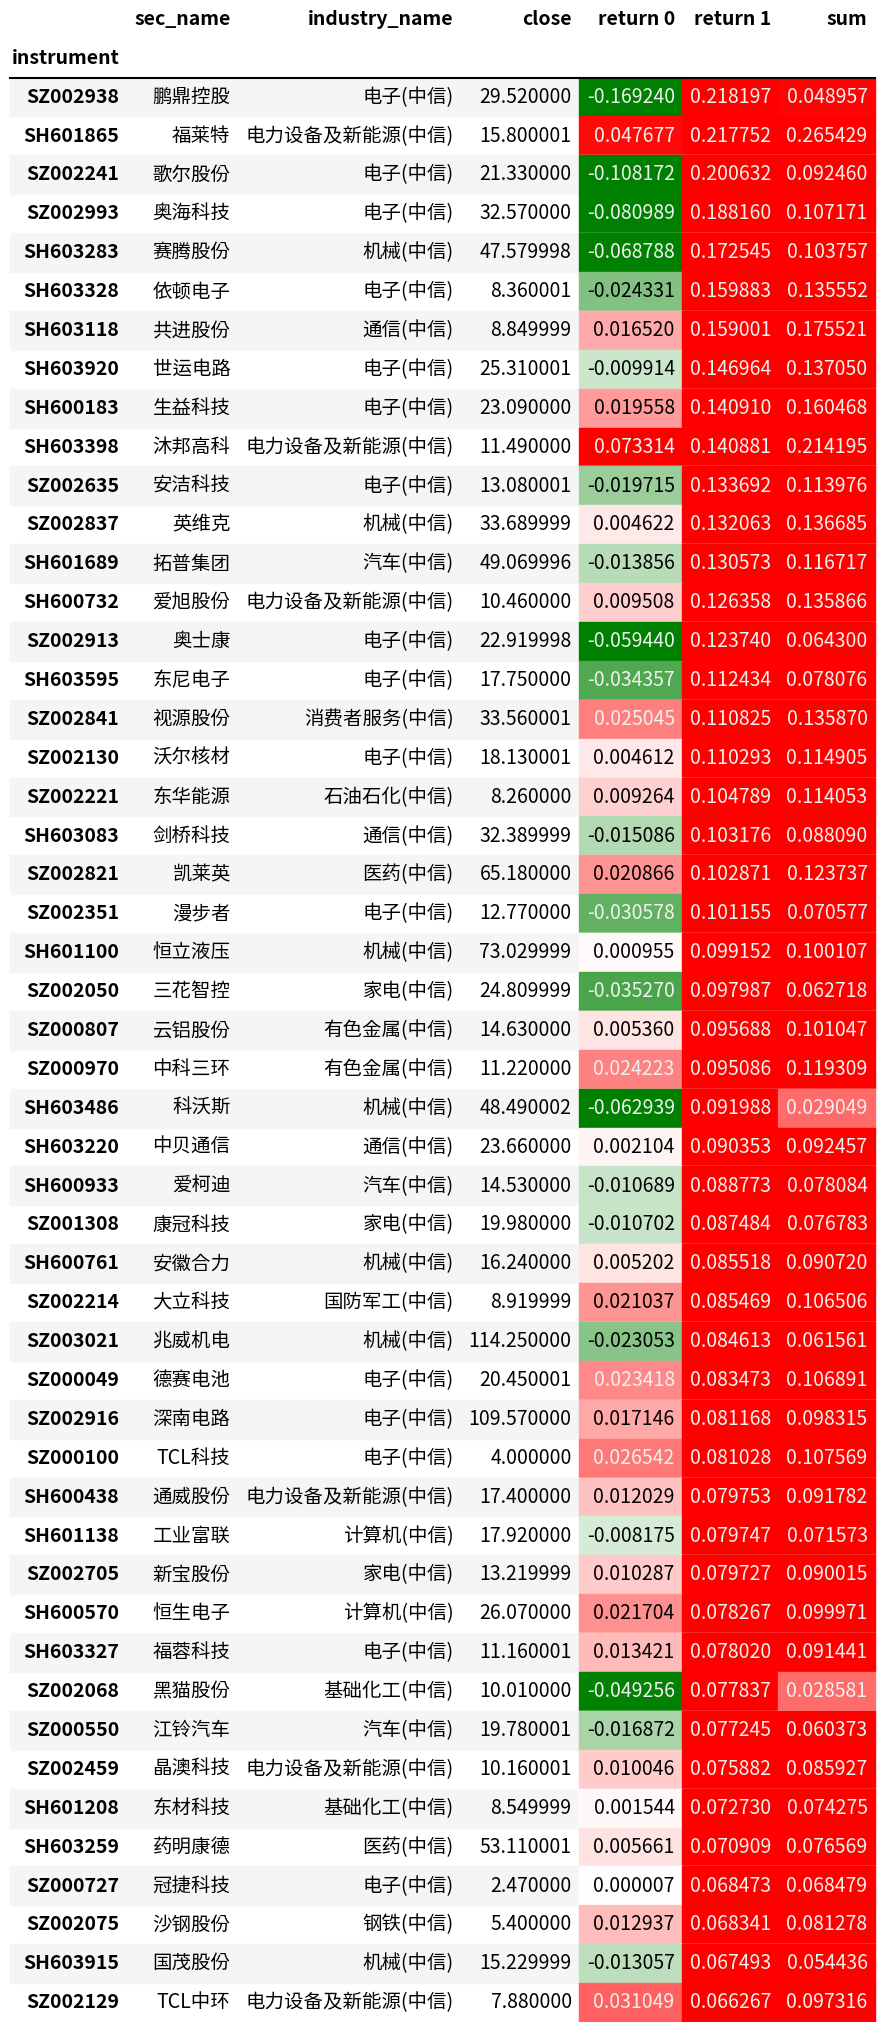 sec_name industry_name close return 0 return 1 sum
instrument
SZ002938 鹏鼎控股 电子(中信) 29.520000 -0.169240 0.218197 0.048957
SH601865 福莱特 电力设备及新能源(中信) 15.800001 0.047677 0.217752 0.265429
SZ002241 歌尔股份 电子(中信) 21.330000 -0.108172 0.200632 0.092460
SZ002993 奥海科技 电子(中信) 32.570000 -0.080989 0.188160 0.107171
SH603283 赛腾股份 机械(中信) 47.579998 -0.068788 0.172545 0.103757
SH603328 依顿电子 电子(中信) 8.360001 -0.024331 0.159883 0.135552
SH603118 共进股份 通信(中信) 8.849999 0.016520 0.159001 0.175521
SH603920 世运电路 电子(中信) 25.310001 -0.009914 0.146964 0.137050
SH600183 生益科技 电子(中信) 23.090000 0.019558 0.140910 0.160468
SH603398 沐邦高科 电力设备及新能源(中信) 11.490000 0.073314 0.140881 0.214195
SZ002635 安洁科技 电子(中信) 13.080001 -0.019715 0.133692 0.113976
SZ002837 英维克 机械(中信) 33.689999 0.004622 0.132063 0.136685
SH601689 拓普集团 汽车(中信) 49.069996 -0.013856 0.130573 0.116717
SH600732 爱旭股份 电力设备及新能源(中信) 10.460000 0.009508 0.126358 0.135866
SZ002913 奥士康 电子(中信) 22.919998 -0.059440 0.123740 0.064300
SH603595 东尼电子 电子(中信) 17.750000 -0.034357 0.112434 0.078076
SZ002841 视源股份 消费者服务(中信) 33.560001 0.025045 0.110825 0.135870
SZ002130 沃尔核材 电子(中信) 18.130001 0.004612 0.110293 0.114905
SZ002221 东华能源 石油石化(中信) 8.260000 0.009264 0.104789 0.114053
SH603083 剑桥科技 通信(中信) 32.389999 -0.015086 0.103176 0.088090
SZ002821 凯莱英 医药(中信) 65.180000 0.020866 0.102871 0.123737
SZ002351 漫步者 电子(中信) 12.770000 -0.030578 0.101155 0.070577
SH601100 恒立液压 机械(中信) 73.029999 0.000955 0.099152 0.100107
SZ002050 三花智控 家电(中信) 24.809999 -0.035270 0.097987 0.062718
SZ000807 云铝股份 有色金属(中信) 14.630000 0.005360 0.095688 0.101047
SZ000970 中科三环 有色金属(中信) 11.220000 0.024223 0.095086 0.119309
SH603486 科沃斯 机械(中信) 48.490002 -0.062939 0.091988 0.029049
SH603220 中贝通信 通信(中信) 23.660000 0.002104 0.090353 0.092457
SH600933 爱柯迪 汽车(中信) 14.530000 -0.010689 0.088773 0.078084
SZ001308 康冠科技 家电(中信) 19.980000 -0.010702 0.087484 0.076783
SH600761 安徽合力 机械(中信) 16.240000 0.005202 0.085518 0.090720
SZ002214 大立科技 国防军工(中信) 8.919999 0.021037 0.085469 0.106506
SZ003021 兆威机电 机械(中信) 114.250000 -0.023053 0.084613 0.061561
SZ000049 德赛电池 电子(中信) 20.450001 0.023418 0.083473 0.106891
SZ002916 深南电路 电子(中信) 109.570000 0.017146 0.081168 0.098315
SZ000100 TCL科技 电子(中信) 4.000000 0.026542 0.081028 0.107569
SH600438 通威股份 电力设备及新能源(中信) 17.400000 0.012029 0.079753 0.091782
SH601138 工业富联 计算机(中信) 17.920000 -0.008175 0.079747 0.071573
SZ002705 新宝股份 家电(中信) 13.219999 0.010287 0.079727 0.090015
SH600570 恒生电子 计算机(中信) 26.070000 0.021704 0.078267 0.099971
SH603327 福蓉科技 电子(中信) 11.160001 0.013421 0.078020 0.091441
SZ002068 黑猫股份 基础化工(中信) 10.010000 -0.049256 0.077837 0.028581
SZ000550 江铃汽车 汽车(中信) 19.780001 -0.016872 0.077245 0.060373
SZ002459 晶澳科技 电力设备及新能源(中信) 10.160001 0.010046 0.075882 0.085927
SH601208 东材科技 基础化工(中信) 8.549999 0.001544 0.072730 0.074275
SH603259 药明康德 医药(中信) 53.110001 0.005661 0.070909 0.076569
SZ000727 冠捷科技 电子(中信) 2.470000 0.000007 0.068473 0.068479
SZ002075 沙钢股份 钢铁(中信) 5.400000 0.012937 0.068341 0.081278
SH603915 国茂股份 机械(中信) 15.229999 -0.013057 0.067493 0.054436
SZ002129 TCL中环 电力设备及新能源(中信) 7.880000 0.031049 0.066267 0.097316